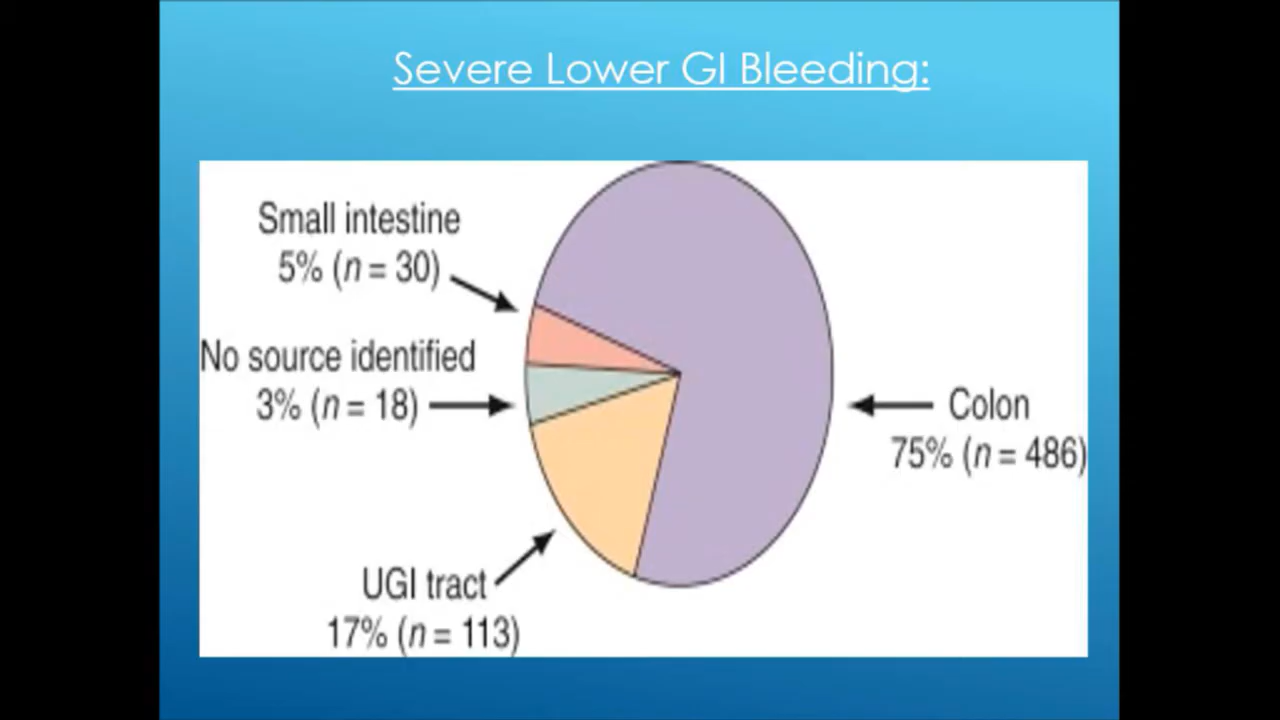 Severe Lower GI Bleeding:
Small intestine
5% (n = 30)
No source identified
3% (n = 18)
Colon
75% (n = 486)
UGI tract
17% (n = 113)